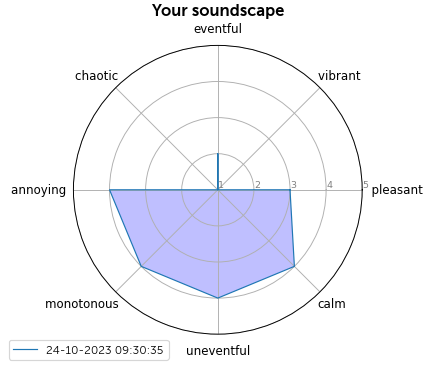 Your soundscape
eventful
chaotic vibrant
annoying 1 2 3 4 5 pleasant
monotonous calm
uneventful
24-10-2023 09:30:35